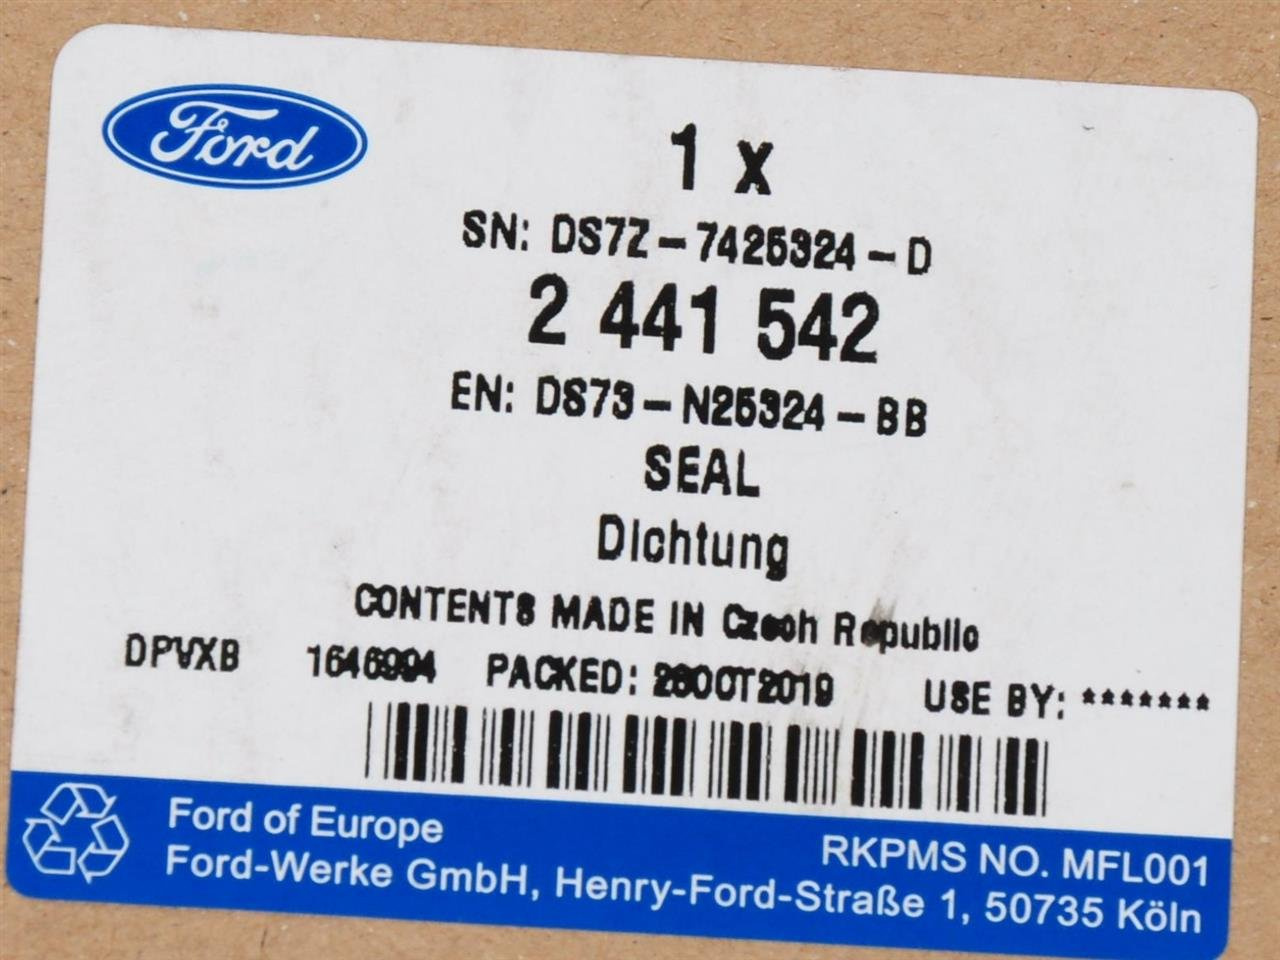 Ford
1 x
SN: DS7Z-7425324-D
2 441 542
EN: DS73-N25324-BB
SEAL
Dichtung
CONTENTS MADE IN Czech Republic
DPVXB 1646994 PACKED: 26OCT2019 USE BY: *******
Ford of Europe
RKPMS NO. MFL001
Ford-Werke GmbH, Henry-Ford-Straße 1, 50735 Köln